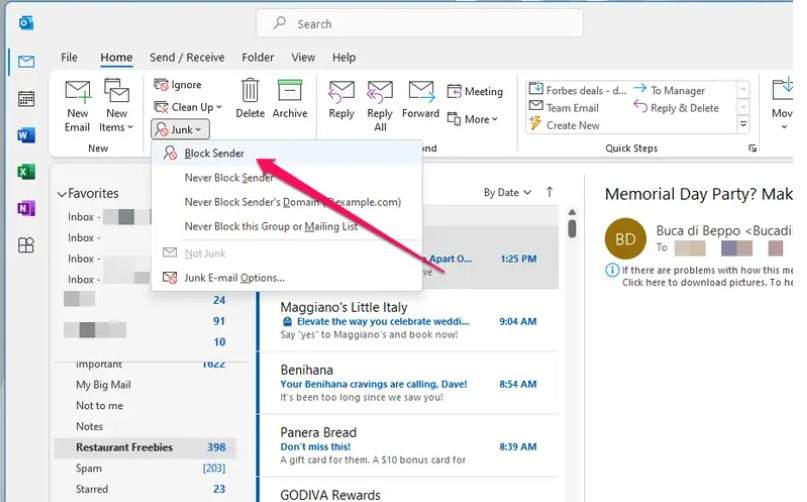 Search
File Home Send / Receive Folder View Help
New Email
New Items
Ignore
Clean Up
Junk
Delete
Archive
Reply
Reply All
Forward
Meeting
More
Forbes deals - d...
Team Email
Create New
To Manager
Reply & Delete
Move
New
ond
Quick Steps
Block Sender
Never Block Sender
Never Block Sender's Domain (@example.com)
Never Block this Group or Mailing List
Not Junk
Junk E-mail Options...
Favorites
Inbox -
Inbox -
Inbox -
24
91
10
Important 1622
My Big Mail
Not to me
Notes
Restaurant Freebies 398
Spam [203]
Starred 23
By Date
Apart O... 1:25 PM
Maggiano's Little Italy
Elevate the way you celebrate weddi... 9:04 AM
Say "yes" to Maggiano's and book now!
Benihana
Your Benihana cravings are calling, Dave! 8:54 AM
It's been too long since we saw you!
Panera Bread
Don't miss this! 8:39 AM
A gift card for them. A $10 bonus card for
GODIVA Rewards
Memorial Day Party? Mak
BD
Buca di Beppo <Bucadil
To
If there are problems with how this me
Click here to download pictures. To he